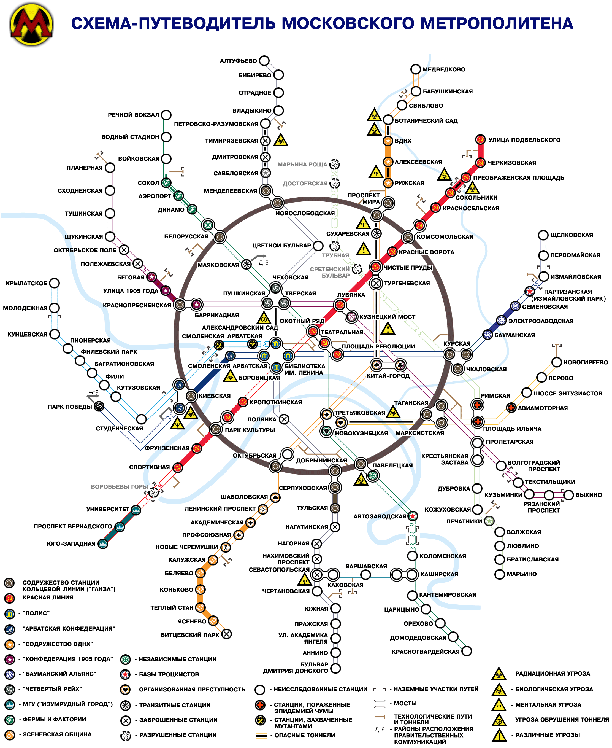 СХЕМА-ПУТЕВОДИТЕЛЬ МОСКОВСКОГО МЕТРОПОЛИТЕНА
АЛТУФЬЕВО
БИБИРЕВО
ОТРАДНОЕ
ВЛАДЫКИНО
ПЕТРОВСКО-РАЗУМОВСКАЯ
ТИМИРЯЗЕВСКАЯ
ДМИТРОВСКАЯ
САВЕЛОВСКАЯ
МЕНДЕЛЕЕВСКАЯ
МЕДВЕДКОВО
БАБУШКИНСКАЯ
СВИБЛОВО
БОТАНИЧЕСКИЙ САД
ВДНХ
АЛЕКСЕЕВСКАЯ
РИЖСКАЯ
ПРОСПЕКТ
МИРА
УЛИЦА ПОДБЕЛЬСКОГО
ЧЕРКИЗОВСКАЯ
ПРЕОБРАЖЕНСКАЯ ПЛОЩАДЬ
СОКОЛЬНИКИ
КРАСНОСЕЛЬСКАЯ
КОМСОМОЛЬСКАЯ
КРАСНЫЕ ВОРОТА
ЧИСТЫЕ ПРУДЫ
ТУРГЕНЕВСКАЯ
СУХАРЕВСКАЯ
МАРЬИНА РОЩА
ДОСТОЕВСКАЯ
НОВОСЛОБОДСКАЯ
ЦВЕТНОЙ БУЛЬВАР
ТРУБНАЯ
СРЕТЕНСКИЙ
БУЛЬВАР
РЕЧНОЙ ВОКЗАЛ
ВОДНЫЙ СТАДИОН
ВОЙКОВСКАЯ
СОКОЛ
АЭРОПОРТ
ДИНАМО
БЕЛОРУССКАЯ
МАЯКОВСКАЯ
ПЛАНЕРНАЯ
СХОДНЕНСКАЯ
ТУШИНСКАЯ
ЩУКИНСКАЯ
ОКТЯБРЬСКОЕ ПОЛЕ
ПОЛЕЖАЕВСКАЯ
БЕГОВАЯ
УЛИЦА 1905 ГОДА
КРАСНОПРЕСНЕНСКАЯ
БАРРИКАДНАЯ
ЧЕХОВСКАЯ
ПУШКИНСКАЯ
ТВЕРСКАЯ
ЛУБЯНКА
КУЗНЕЦКИЙ МОСТ
ОХОТНЫЙ РЯД
ТЕАТРАЛЬНАЯ
ПЛОЩАДЬ РЕВОЛЮЦИИ
АЛЕКСАНДРОВСКИЙ САД
СМОЛЕНСКАЯ АРБАТСКАЯ
СМОЛЕНСКАЯ АРБАТСКАЯ
БОРОВИЦКАЯ
БИБЛИОТЕКА
ИМ. ЛЕНИНА
КИТАЙ-ГОРОД
КУРСКАЯ
ЧКАЛОВСКАЯ
ЩЕЛКОВСКАЯ
ПЕРВОМАЙСКАЯ
ИЗМАЙЛОВСКАЯ
ПАРТИЗАНСКАЯ
(ИЗМАЙЛОВСКИЙ ПАРК)
СЕМЕНОВСКАЯ
ЭЛЕКТРОЗАВОДСКАЯ
БАУМАНСКАЯ
КРЫЛАТСКОЕ
МОЛОДЕЖНАЯ
КУНЦЕВСКАЯ
ПИОНЕРСКАЯ
ФИЛЕВСКИЙ ПАРК
БАГРАТИОНОВСКАЯ
ФИЛИ
КУТУЗОВСКАЯ
ПАРК ПОБЕДЫ
СТУДЕНЧЕСКАЯ
КИЕВСКАЯ
КРОПОТКИНСКАЯ
ПАРК КУЛЬТУРЫ
ФРУНЗЕНСКАЯ
СПОРТИВНАЯ
ВОРОБЬЕВЫ ГОРЫ
УНИВЕРСИТЕТ
ПРОСПЕКТ ВЕРНАДСКОГО
ЮГО-ЗАПАДНАЯ
ПОЛЯНКА
ТРЕТЬЯКОВСКАЯ
НОВОКУЗНЕЦКАЯ
ТАГАНСКАЯ
МАРКСИСТСКАЯ
НОВОГИРЕЕВО
ПЕРОВО
ШОССЕ ЭНТУЗИАСТОВ
АВИАМОТОРНАЯ
РИМСКАЯ
ПЛОЩАДЬ ИЛЬИЧА
ПРОЛЕТАРСКАЯ
КРЕСТЬЯНСКАЯ
ЗАСТАВА
ВОЛГОГРАДСКИЙ
ПРОСПЕКТ
ТЕКСТИЛЬЩИКИ
КУЗЬМИНКИ
РЯЗАНСКИЙ
ПРОСПЕКТ
ВЫХИНО
ДУБРОВКА
КОЖУХОВСКАЯ
ПЕЧАТНИКИ
ВОЛЖСКАЯ
ЛЮБЛИНО
БРАТИСЛАВСКАЯ
МАРЬИНО
ОКТЯБРЬСКАЯ
ДОБРЫНИНСКАЯ
ПАВЕЛЕЦКАЯ
СЕРПУХОВСКАЯ
ТУЛЬСКАЯ
НАГАТИНСКАЯ
НАГОРНАЯ
НАХИМОВСКИЙ
ПРОСПЕКТ
СЕВАСТОПОЛЬСКАЯ
ЧЕРТАНОВСКАЯ
ЮЖНАЯ
ПРАЖСКАЯ
УЛ. АКАДЕМИКА
ЯНГЕЛЯ
АННИНО
БУЛЬВАР
ДМИТРИЯ ДОНСКОГО
АВТОЗАВОДСКАЯ
КОЛОМЕНСКАЯ
ВАРШАВСКАЯ
КАХОВСКАЯ
КАШИРСКАЯ
КАНТЕМИРОВСКАЯ
ЦАРИЦЫНО
ОРЕХОВО
ДОМОДЕДОВСКАЯ
КРАСНОГВАРДЕЙСКАЯ
ШАБОЛОВСКАЯ
ЛЕНИНСКИЙ ПРОСПЕКТ
АКАДЕМИЧЕСКАЯ
ПРОФСОЮЗНАЯ
НОВЫЕ ЧЕРЕМУШКИ
КАЛУЖСКАЯ
БЕЛЯЕВО
КОНЬКОВО
ТЕПЛЫЙ СТАН
ЯСЕНЕВО
БИТЦЕВСКИЙ ПАРК
СОДРУЖЕСТВО СТАНЦИЙ
КОЛЬЦЕВОЙ ЛИНИИ ("ГАНЗА")
КРАСНАЯ ЛИНИЯ
- "ПОЛИС"
- "АРБАТСКАЯ КОНФЕДЕРАЦИЯ"
"СОДРУЖЕСТВО ВДНХ"
"КОНФЕДЕРАЦИЯ 1905 ГОДА"
"БАУМАНСКИЙ АЛЬЯНС"
"ЧЕТВЕРТЫЙ РЕЙХ"
МГУ ("ИЗУМРУДНЫЙ ГОРОД")
ФЕРМЫ И ФАКТОРИИ
ЯСЕНЕВСКАЯ ОБЩИНА
- НЕЗАВИСИМЫЕ СТАНЦИИ
- БАЗЫ ТРОЦКИСТОВ
- ОРГАНИЗОВАННАЯ ПРЕСТУПНОСТЬ
- ТРАНЗИТНЫЕ СТАНЦИИ
- ЗАБРОШЕННЫЕ СТАНЦИИ
- РАЗРУШЕННЫЕ СТАНЦИИ
- НЕИССЛЕДОВАННЫЕ СТАНЦИИ
- СТАНЦИИ, ПОРАЖЕННЫЕ
ЭПИДЕМИЕЙ ЧУМЫ
- СТАНЦИИ, ЗАХВАЧЕННЫЕ
МУТАНТАМИ
- ОПАСНЫЕ ТОННЕЛИ
- НАЗЕМНЫЕ УЧАСТКИ ПУТЕЙ
- МОСТЫ
- ТЕХНОЛОГИЧЕСКИЕ ПУТИ
И ТОННЕЛИ
- РАЙОНЫ РАСПОЛОЖЕНИЯ
ПРАВИТЕЛЬСТВЕННЫХ
КОММУНИКАЦИЙ
- РАДИАЦИОННАЯ УГРОЗА
- БИОЛОГИЧЕСКАЯ УГРОЗА
- МЕНТАЛЬНАЯ УГРОЗА
- УГРОЗА ОБРУШЕНИЯ ТОННЕЛЯ
- РАЗЛИЧНЫЕ УГРОЗЫ